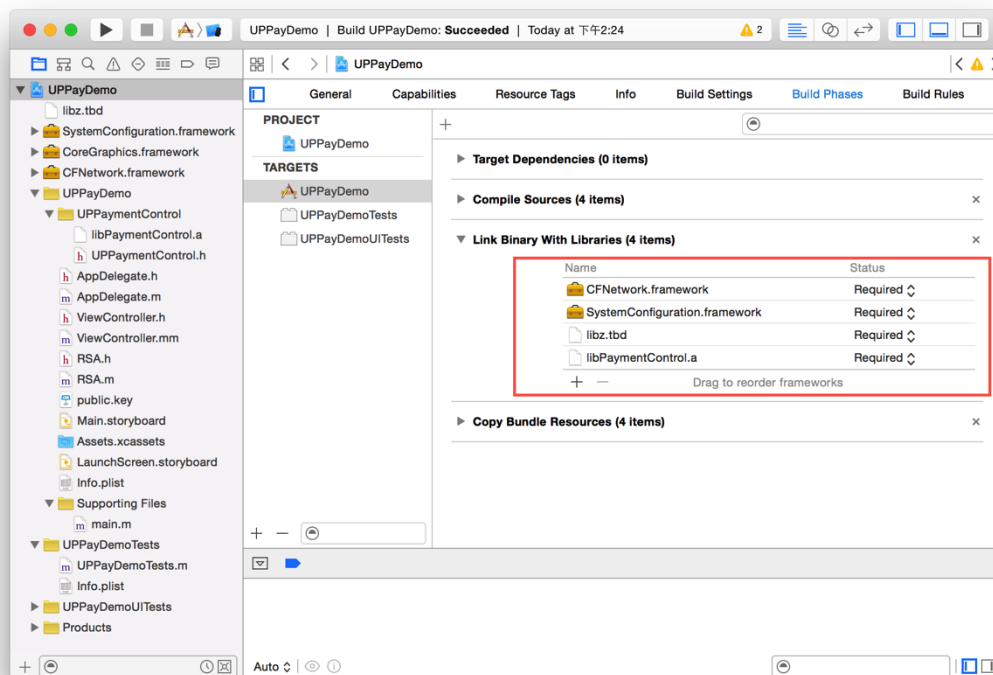 UPPayDemo | Build UPPayDemo: Succeeded | Today at 下午2:24
2
UPPayDemo
UPPayDemo
libz.tbd
SystemConfiguration.framework
CoreGraphics.framework
CFNetwork.framework
UPPayDemo
UPPaymentControl
libPaymentControl.a
UPPaymentControl.h
AppDelegate.h
AppDelegate.m
ViewController.h
ViewController.mm
RSA.h
RSA.m
public.key
Main.storyboard
Assets.xcassets
LaunchScreen.storyboard
Info.plist
Supporting Files
main.m
UPPayDemoTests
UPPayDemoTests.m
Info.plist
UPPayDemoUITests
Products
General Capabilities Resource Tags Info Build Settings Build Phases Build Rules
PROJECT
UPPayDemo
TARGETS
UPPayDemo
UPPayDemoTests
UPPayDemoUITests
Target Dependencies (0 items)
Compile Sources (4 items)
Link Binary With Libraries (4 items)
Name Status
CFNetwork.framework Required
SystemConfiguration.framework Required
libz.tbd Required
libPaymentControl.a Required
Drag to reorder frameworks
Copy Bundle Resources (4 items)
Auto